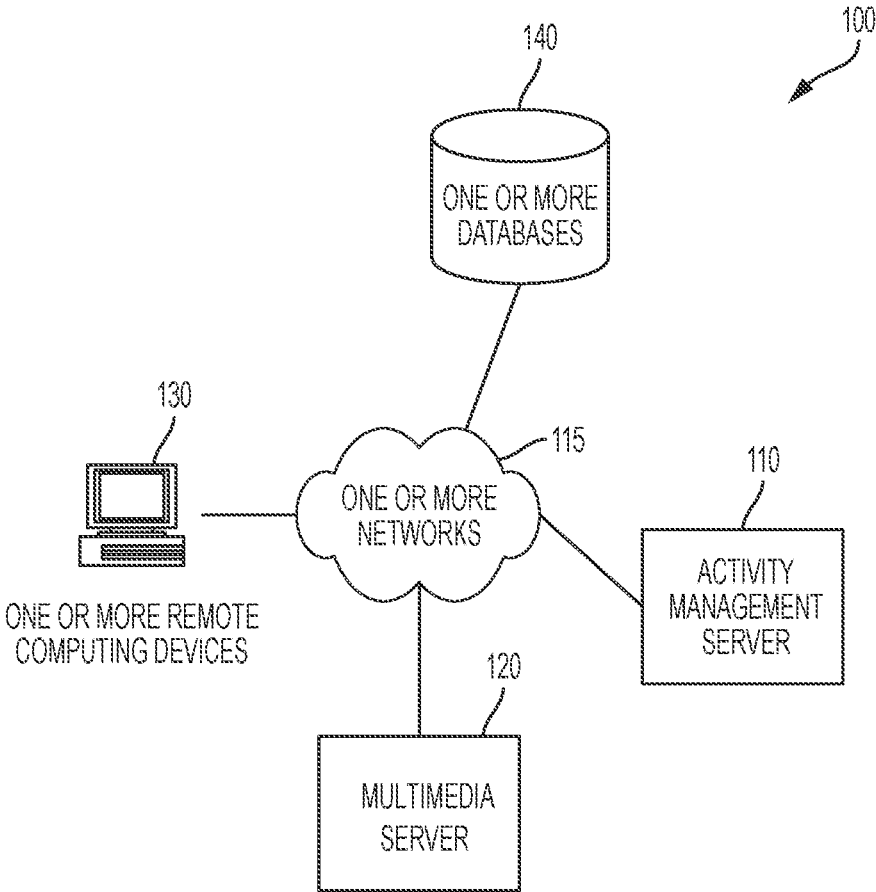 100
140
ONE OR MORE
DATABASES
130
115
ONE OR MORE
NETWORKS
110
ACTIVITY
MANAGEMENT
SERVER
ONE OR MORE REMOTE
COMPUTING DEVICES
120
MULTIMEDIA
SERVER